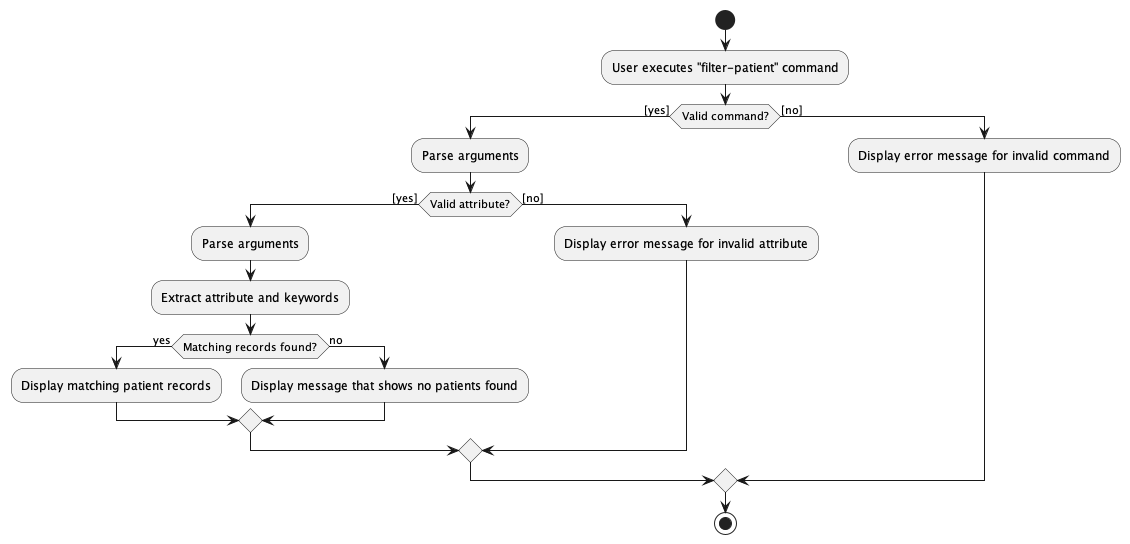 User executes "filter-patient" command
[yes]
Valid command?
[no]
Parse arguments
Display error message for invalid command
[yes]
Valid attribute?
[no]
Parse arguments
Display error message for invalid attribute
Extract attribute and keywords
yes
Matching records found?
no
Display matching patient records
Display message that shows no patients found